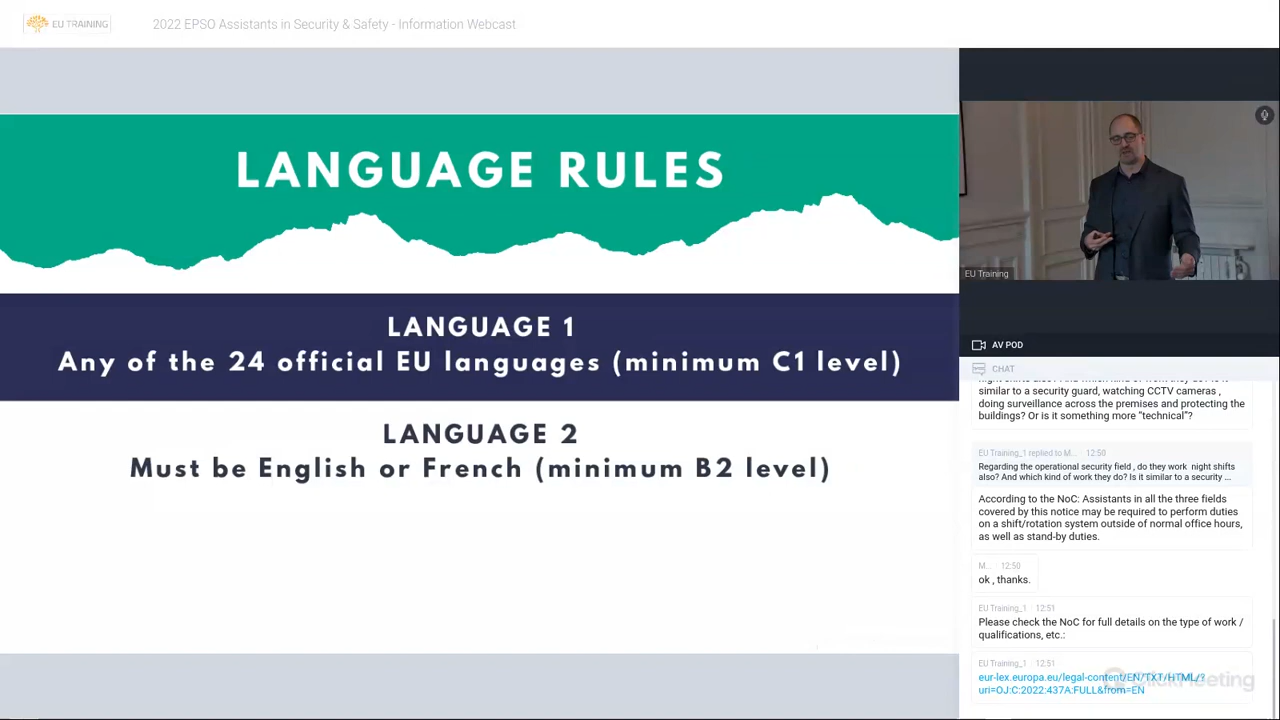 EU TRAINING
2022 EPSO Assistants in Security & Safety - Information Webcast
LANGUAGE RULES
LANGUAGE 1
Any of the 24 official EU languages (minimum C1 level)
LANGUAGE 2
Must be English or French (minimum B2 level)
EU Training
AV POD
CHAT
similar to a security guard, watching CCTV cameras ,
doing surveillance across the premises and protecting the
buildings? Or is it something more “technical”?
EU Training_1 replied to M... 12:50
Regarding the operational security field , do they work night shifts
also? And which kind of work they do? Is it similar to a security ...
According to the NoC: Assistants in all the three fields
covered by this notice may be required to perform duties
on a shift/rotation system outside of normal office hours,
as well as stand-by duties.
M... 12:50
ok , thanks.
EU Training_1 12:51
Please check the NoC for full details on the type of work /
qualifications, etc.:
EU Training_1 12:51
eur-lex.europa.eu/legal-content/EN/TXT/HTML/?
uri=OJ:C:2022:437A:FULL&from=EN
ClickMeeting